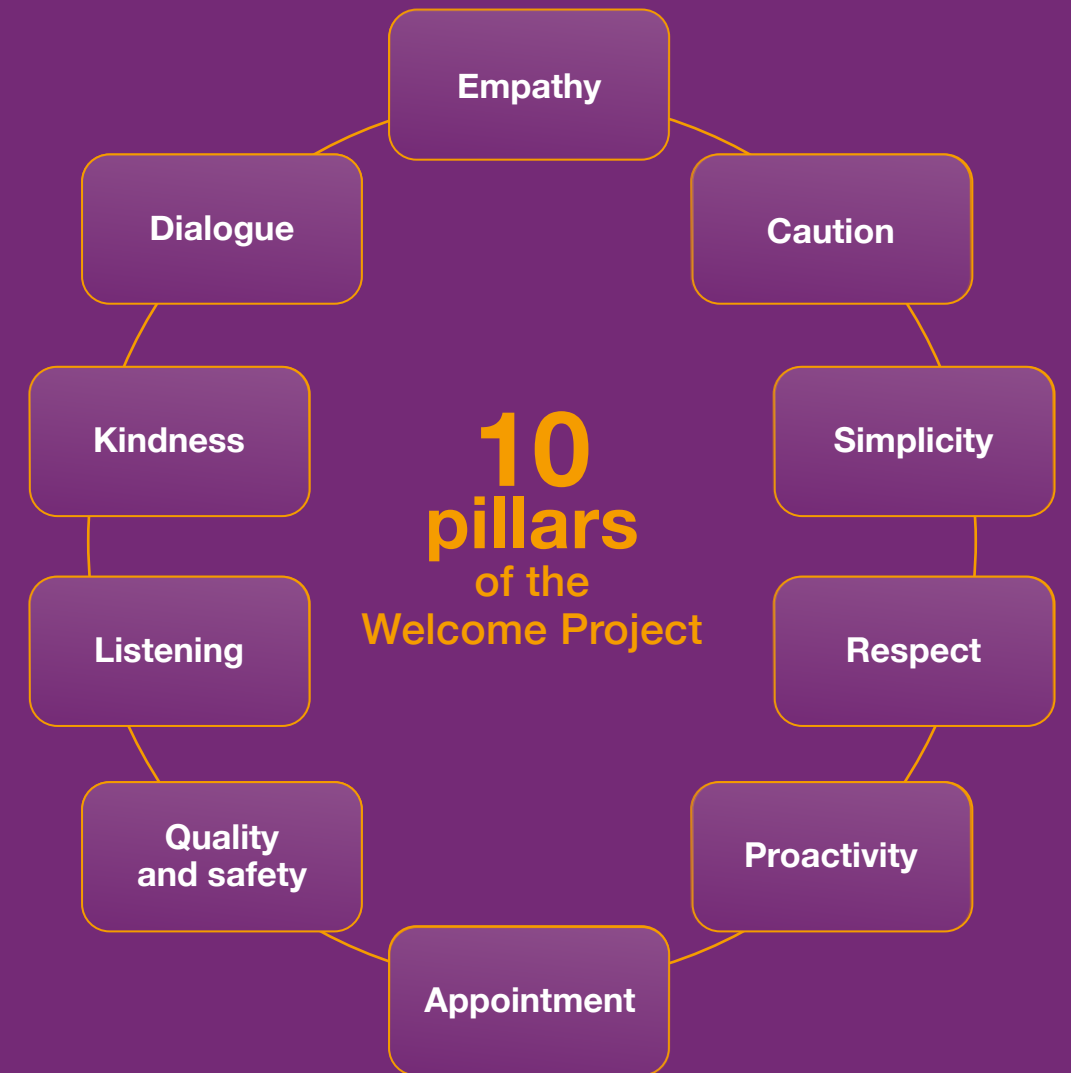 Empathy
Caution
Simplicity
Respect
Proactivity
Appointment
Quality
and safety
Listening
Kindness
Dialogue
10
pillars
of the
Welcome Project